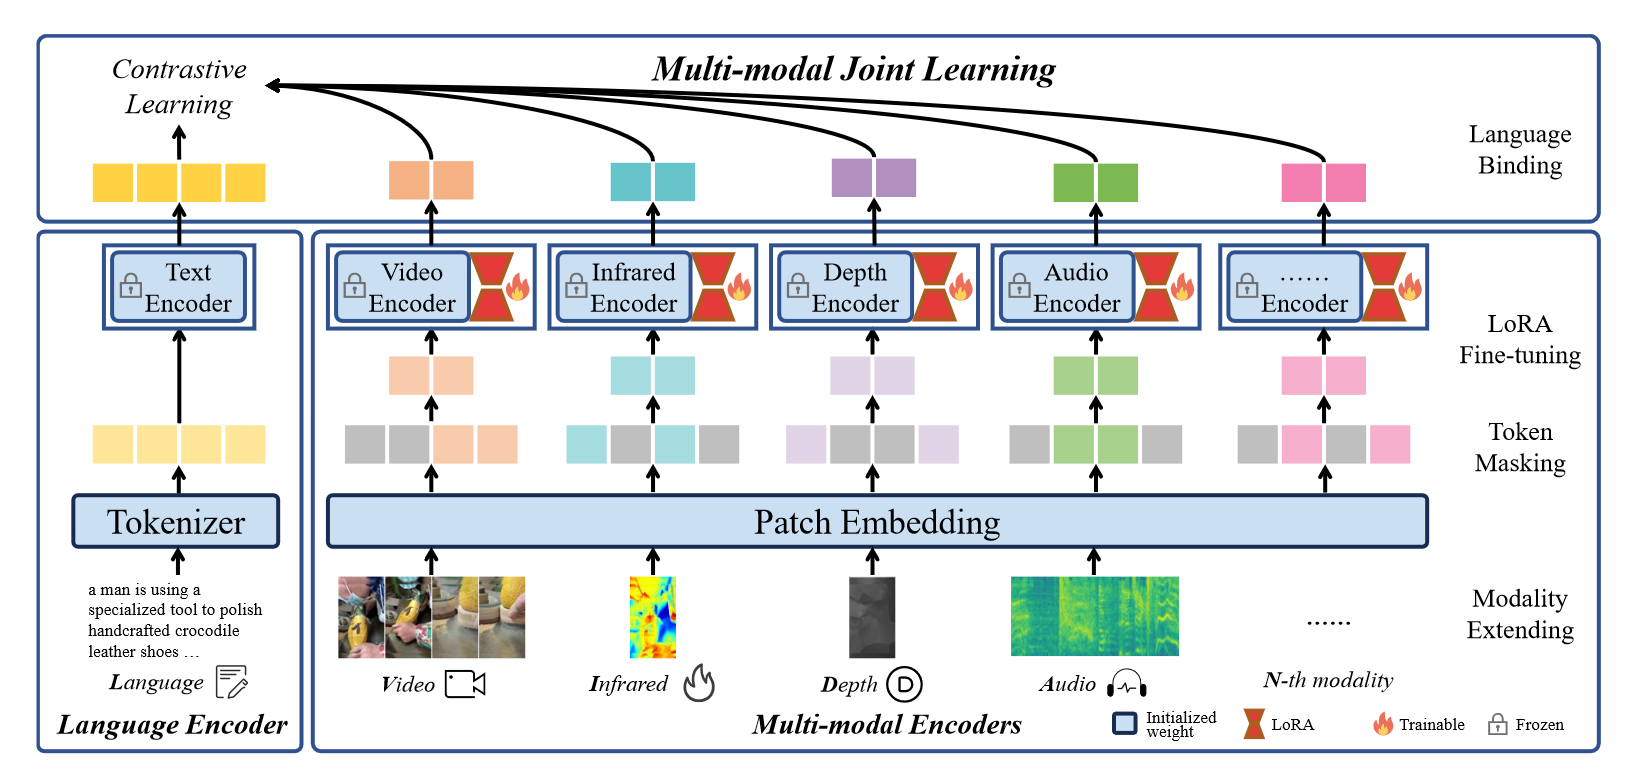 Multi-modal Joint Learning
Contrastive
Learning
Language
Binding
Text
Encoder
Video
Encoder
Infrared
Encoder
Depth
Encoder
Audio
Encoder
......
Encoder
LoRA
Fine-tuning
Token
Masking
Tokenizer
Patch Embedding
a man is using a
specialized tool to polish
handcrafted crocodile
leather shoes ...
Language
Language Encoder
......
Modality
Extending
Video
Infrared
Depth
D
Audio
N-th modality
Multi-modal Encoders
Initialized
weight
LoRA
Trainable
Frozen